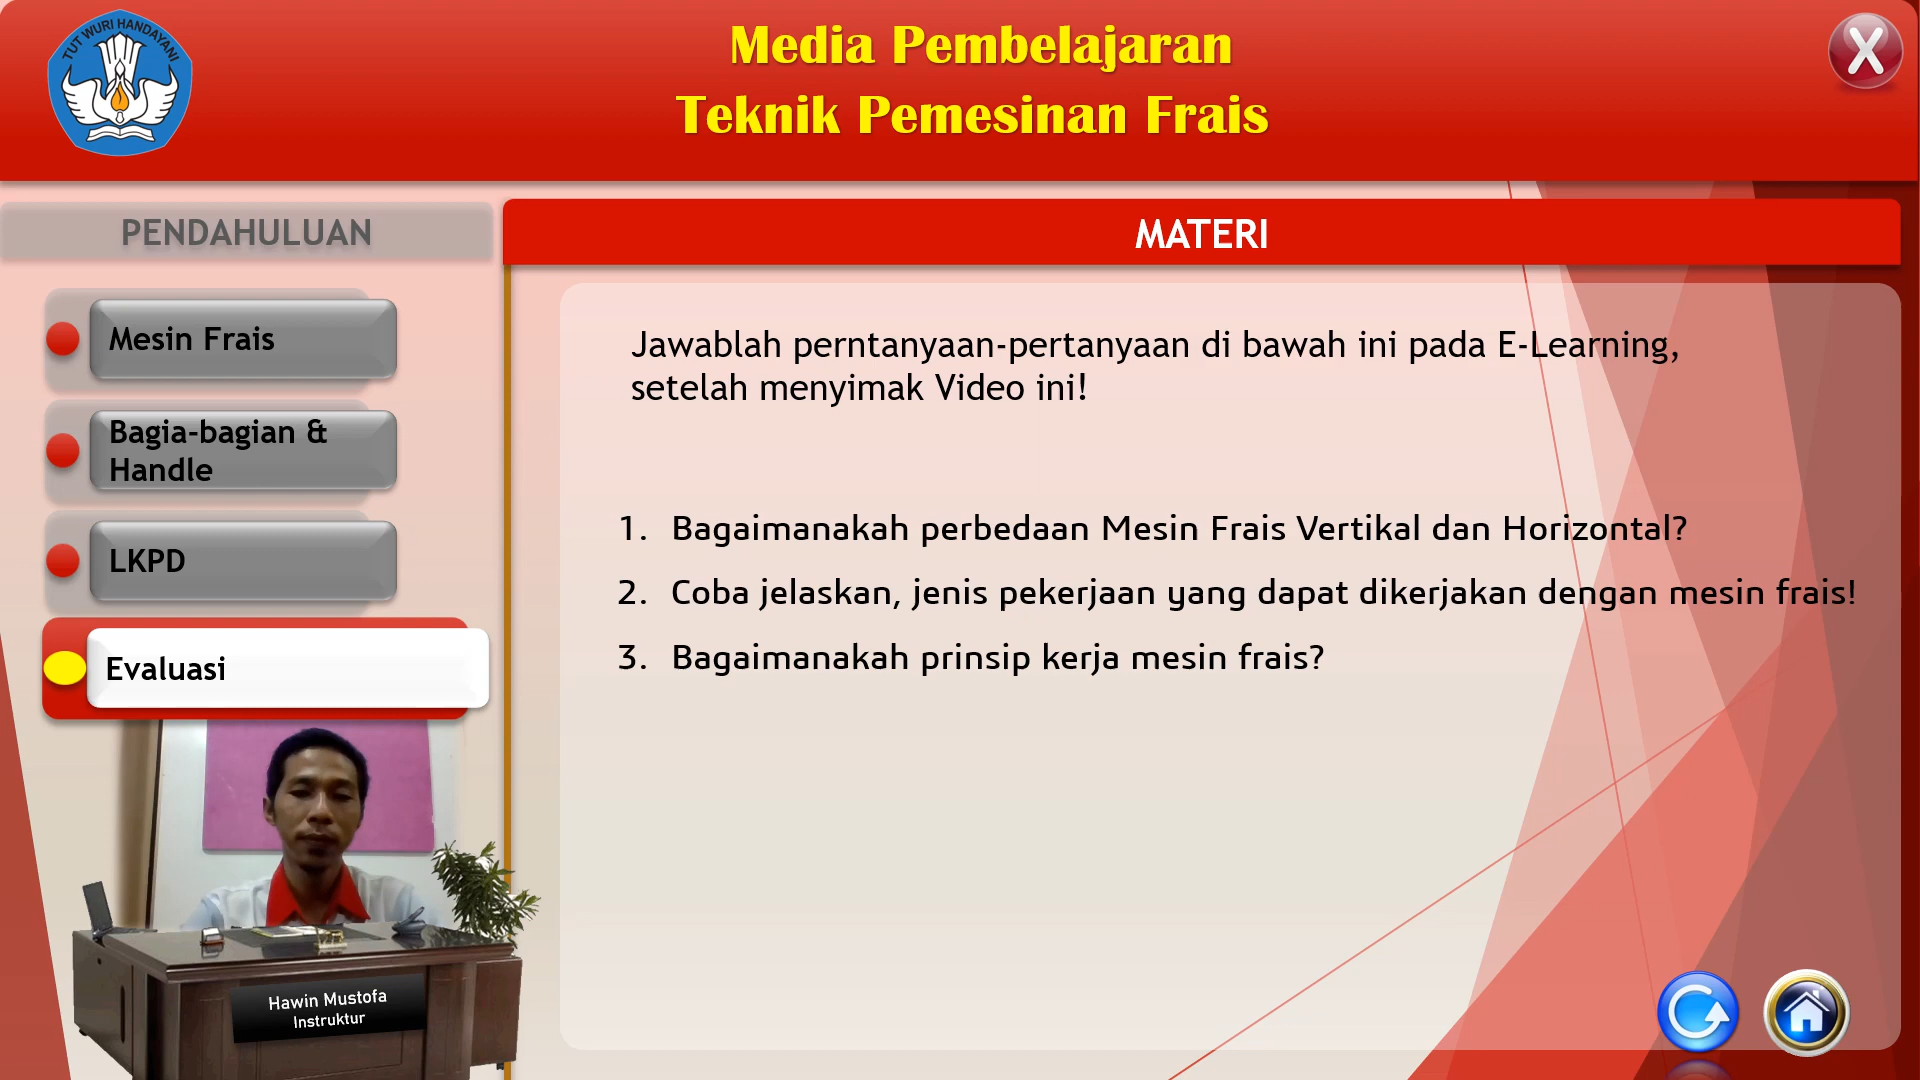 TUT WURI HANDAYANI
Media Pembelajaran
Teknik Pemesinan Frais
X
PENDAHULUAN
MATERI
Mesin Frais
Bagia-bagian &
Handle
LKPD
Evaluasi
Jawablah perntanyaan-pertanyaan di bawah ini pada E-Learning,
setelah menyimak Video ini!
1. Bagaimanakah perbedaan Mesin Frais Vertikal dan Horizontal?
2. Coba jelaskan, jenis pekerjaan yang dapat dikerjakan dengan mesin frais!
3. Bagaimanakah prinsip kerja mesin frais?
Hawin Mustofa
Instruktur